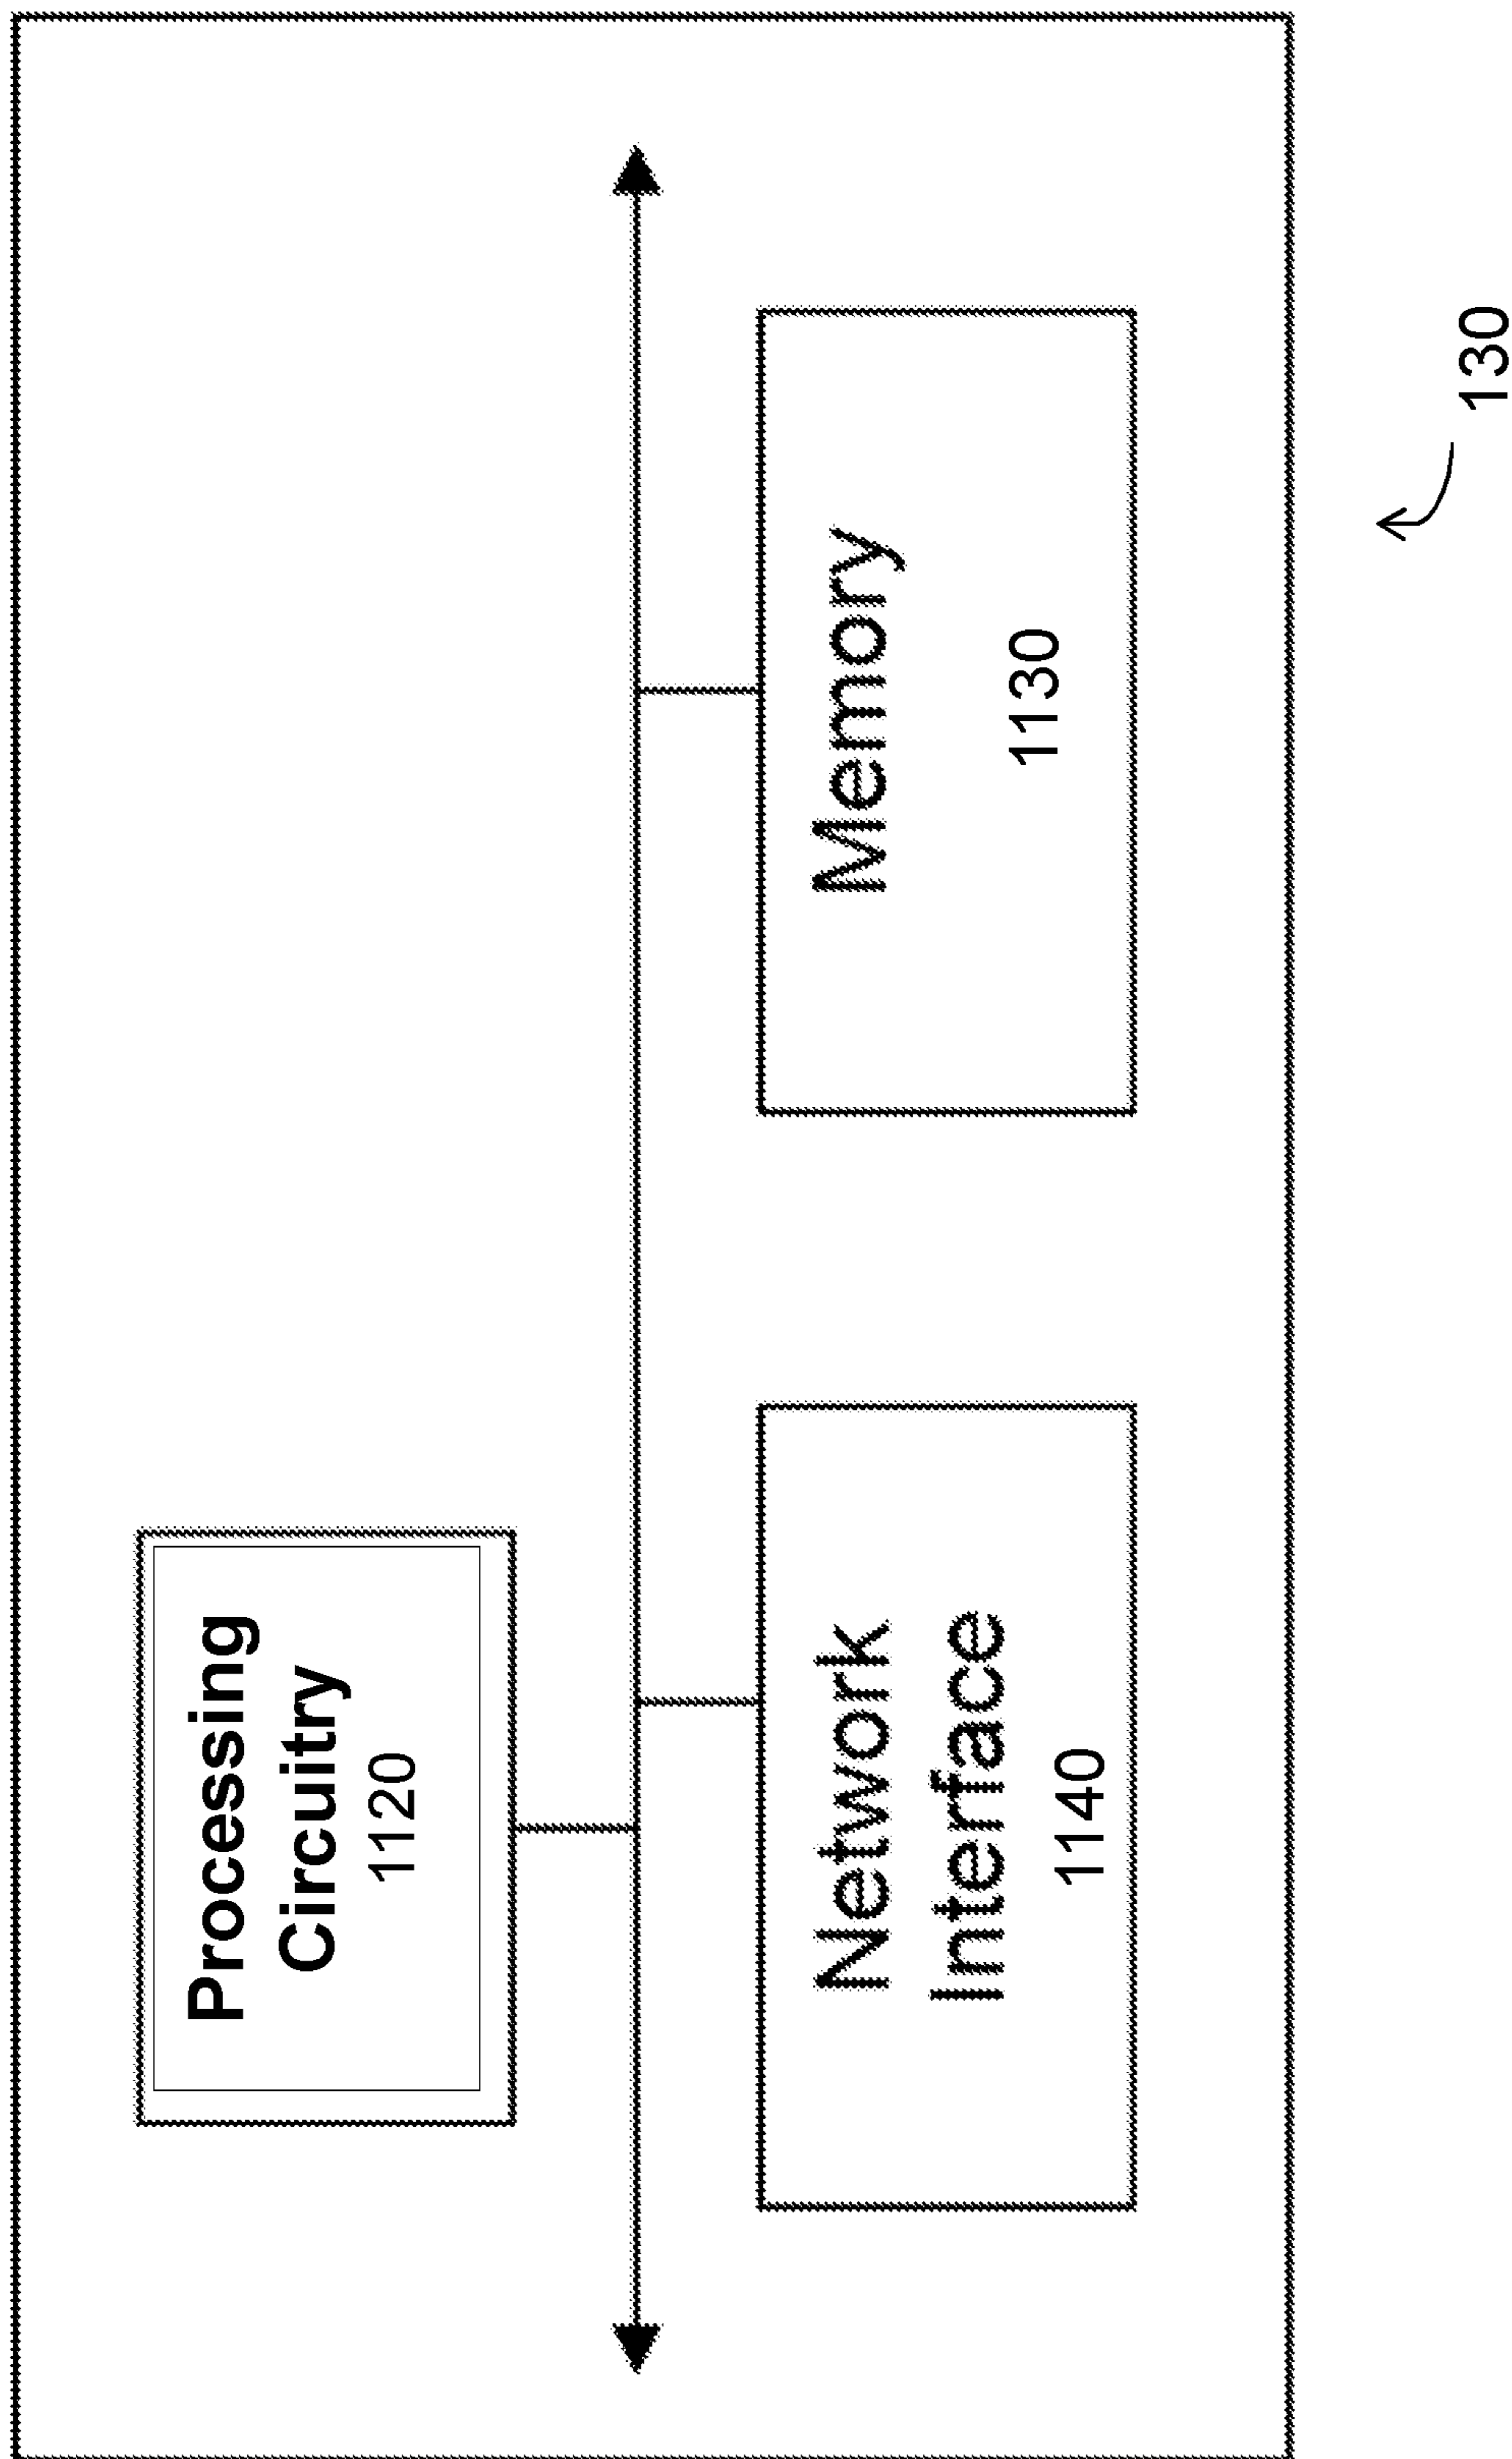 Processing
Circuitry
1120
Network
Interface
1140
Memory
1130
130